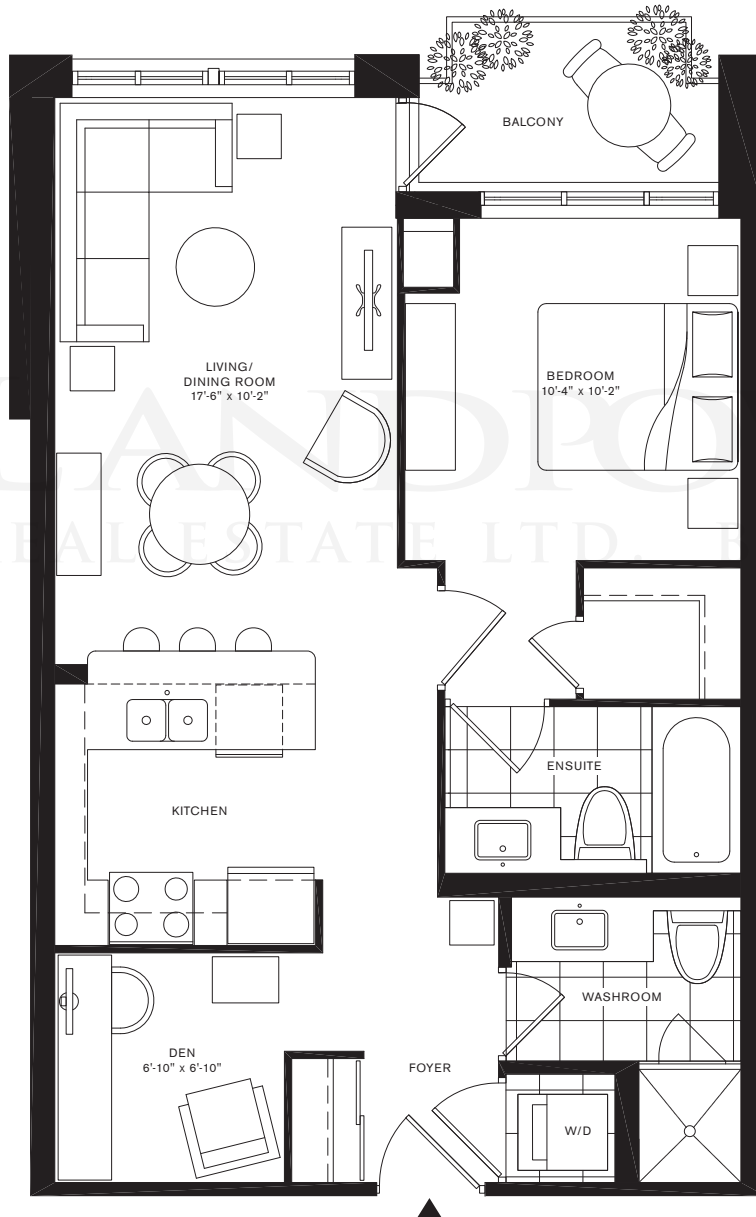 BALCONY
LIVING/
DINING ROOM
17'-6" x 10'-2"
BEDROOM
10'-4" x 10'-2"
LANDPO
REAL ESTATE LTD.
ENSUITE
KITCHEN
WASHROOM
DEN
6'-10" x 6'-10"
FOYER
W/D